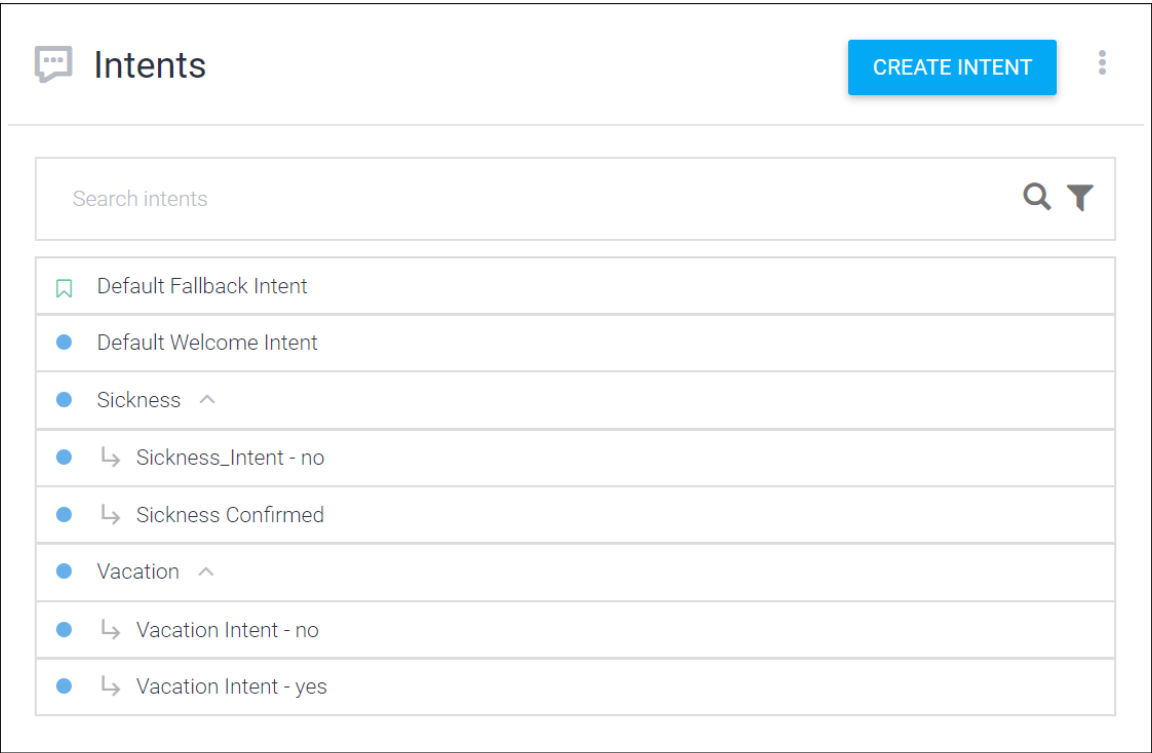 Intents
CREATE INTENT
Search intents
Default Fallback Intent
Default Welcome Intent
Sickness
Sickness_Intent - no
Sickness Confirmed
Vacation
Vacation Intent - no
Vacation Intent - yes